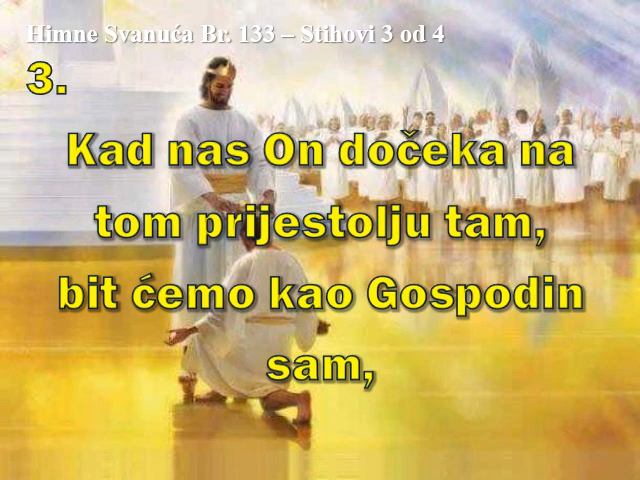 Himne Svanuća Br. 133 – Stihovi 3 od 4
3.
Kad nas On dočeka na
tom prijestolju tam,
bit ćemo kao Gospodin
sam,